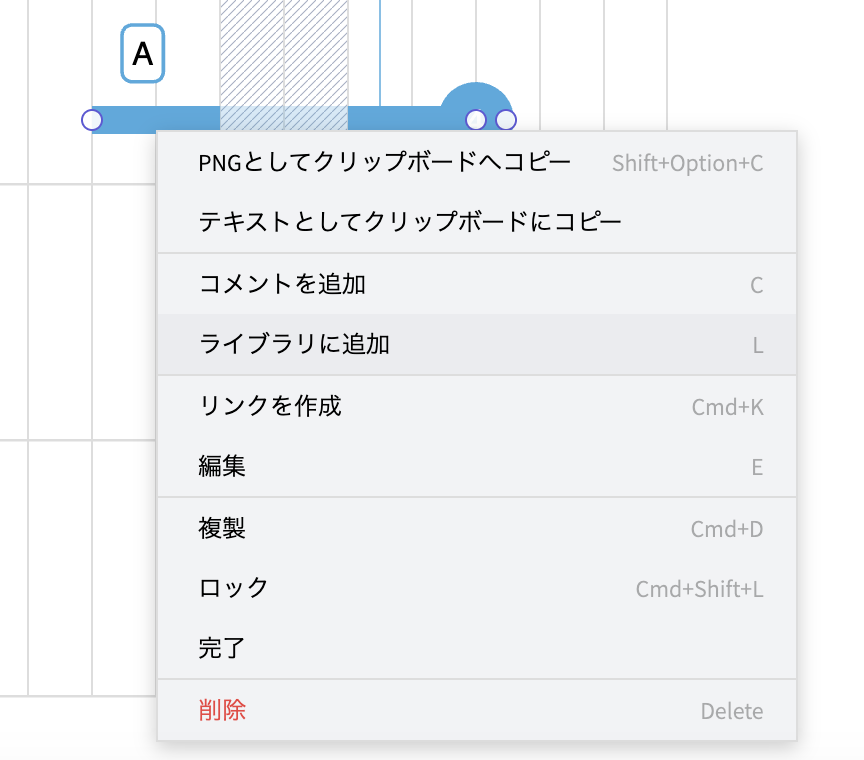 A
PNGとしてクリップボードへコピー Shift+Option+C
テキストとしてクリップボードにコピー
コメントを追加 C
ライブラリに追加 L
リンクを作成 Cmd+K
編集 E
複製 Cmd+D
ロック Cmd+Shift+L
完了
削除 Delete